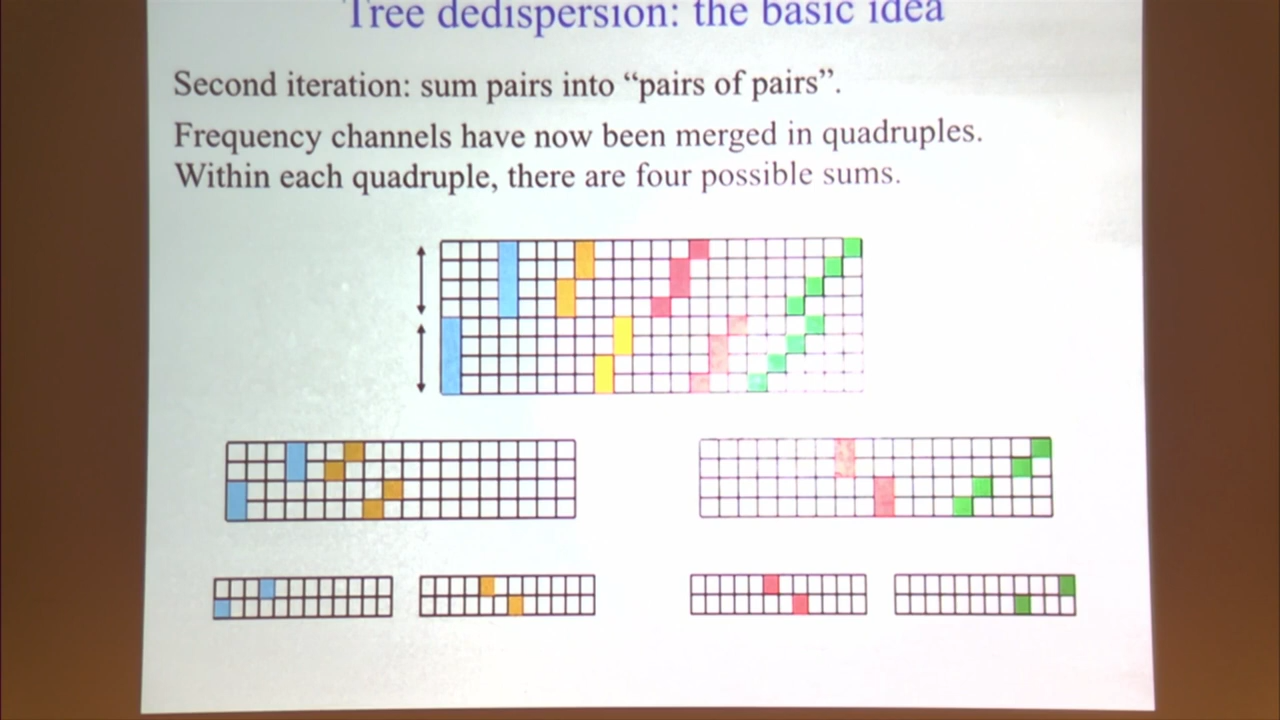 Tree dedispersion: the basic idea
Second iteration: sum pairs into “pairs of pairs”.
Frequency channels have now been merged in quadruples.
Within each quadruple, there are four possible sums.